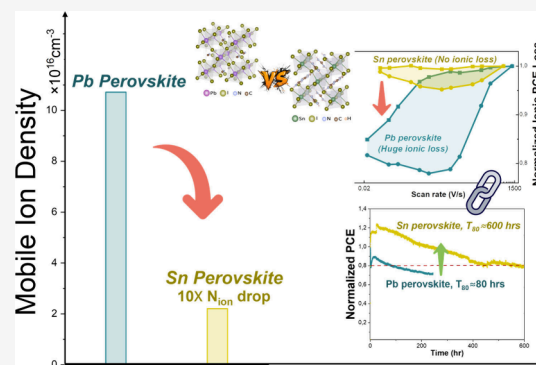 Mobile Ion Density
×10¹⁶cm⁻³
10
8
6
4
2
0
Pb Perovskite
Sn Perovskite
10X N_ion drop
VS
Pb I N C
Sn I N C H
Normalized Ionic PCE Loss
Sn perovskite (No ionic loss)
Pb perovskite
(Huge ionic loss)
1.0
0.02
Scan rate (V/s)
1500
Normalized PCE
Sn perovskite, T₈₀≈600 hrs
Pb perovskite, T₈₀≈80 hrs
1,4
1,2
1,0
0,8
0,6
0,4
0,2
0,0
0
200
400
600
Time (hr)